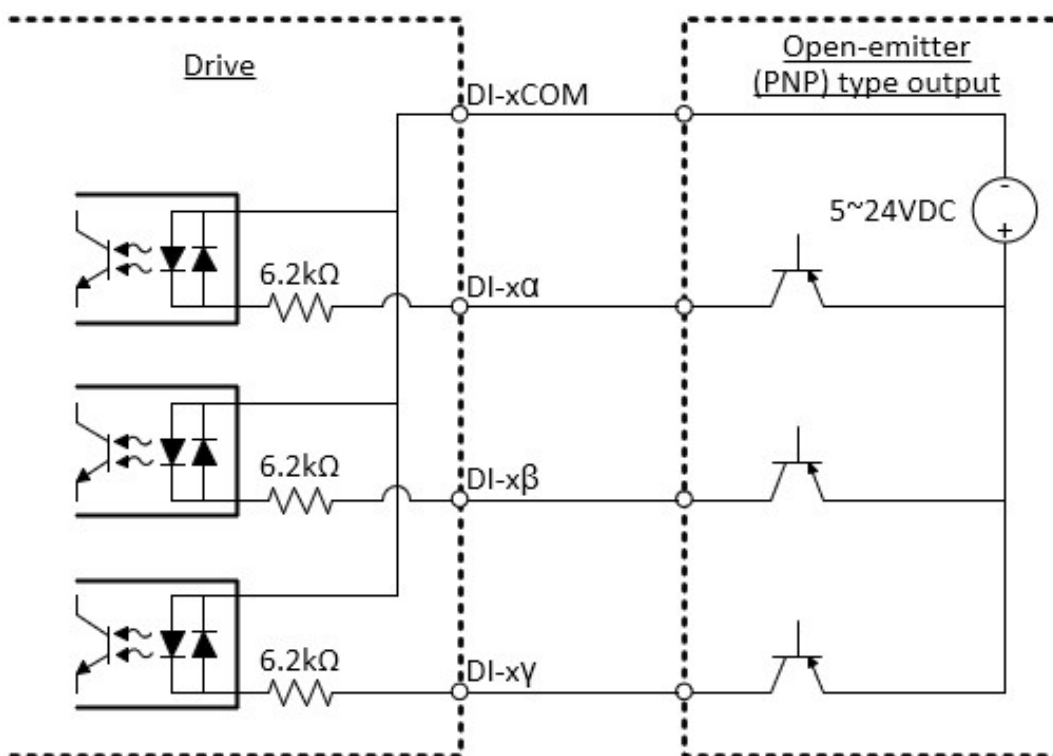 Drive
Open-emitter
(PNP) type output
DI-xCOM
-
5~24VDC
+
6.2kΩ
DI-xα
6.2kΩ
DI-xβ
6.2kΩ
DI-xγ